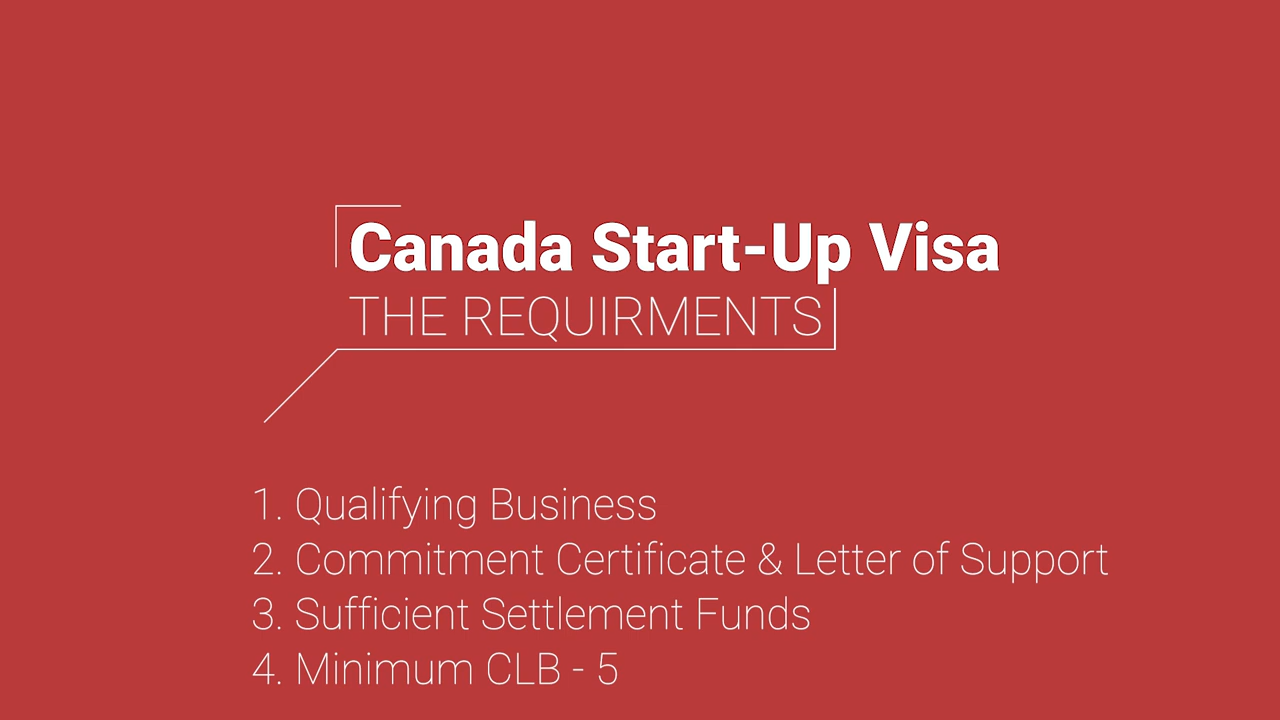 Canada Start-Up Visa
THE REQUIRMENTS
1. Qualifying Business
2. Commitment Certificate & Letter of Support
3. Sufficient Settlement Funds
4. Minimum CLB - 5